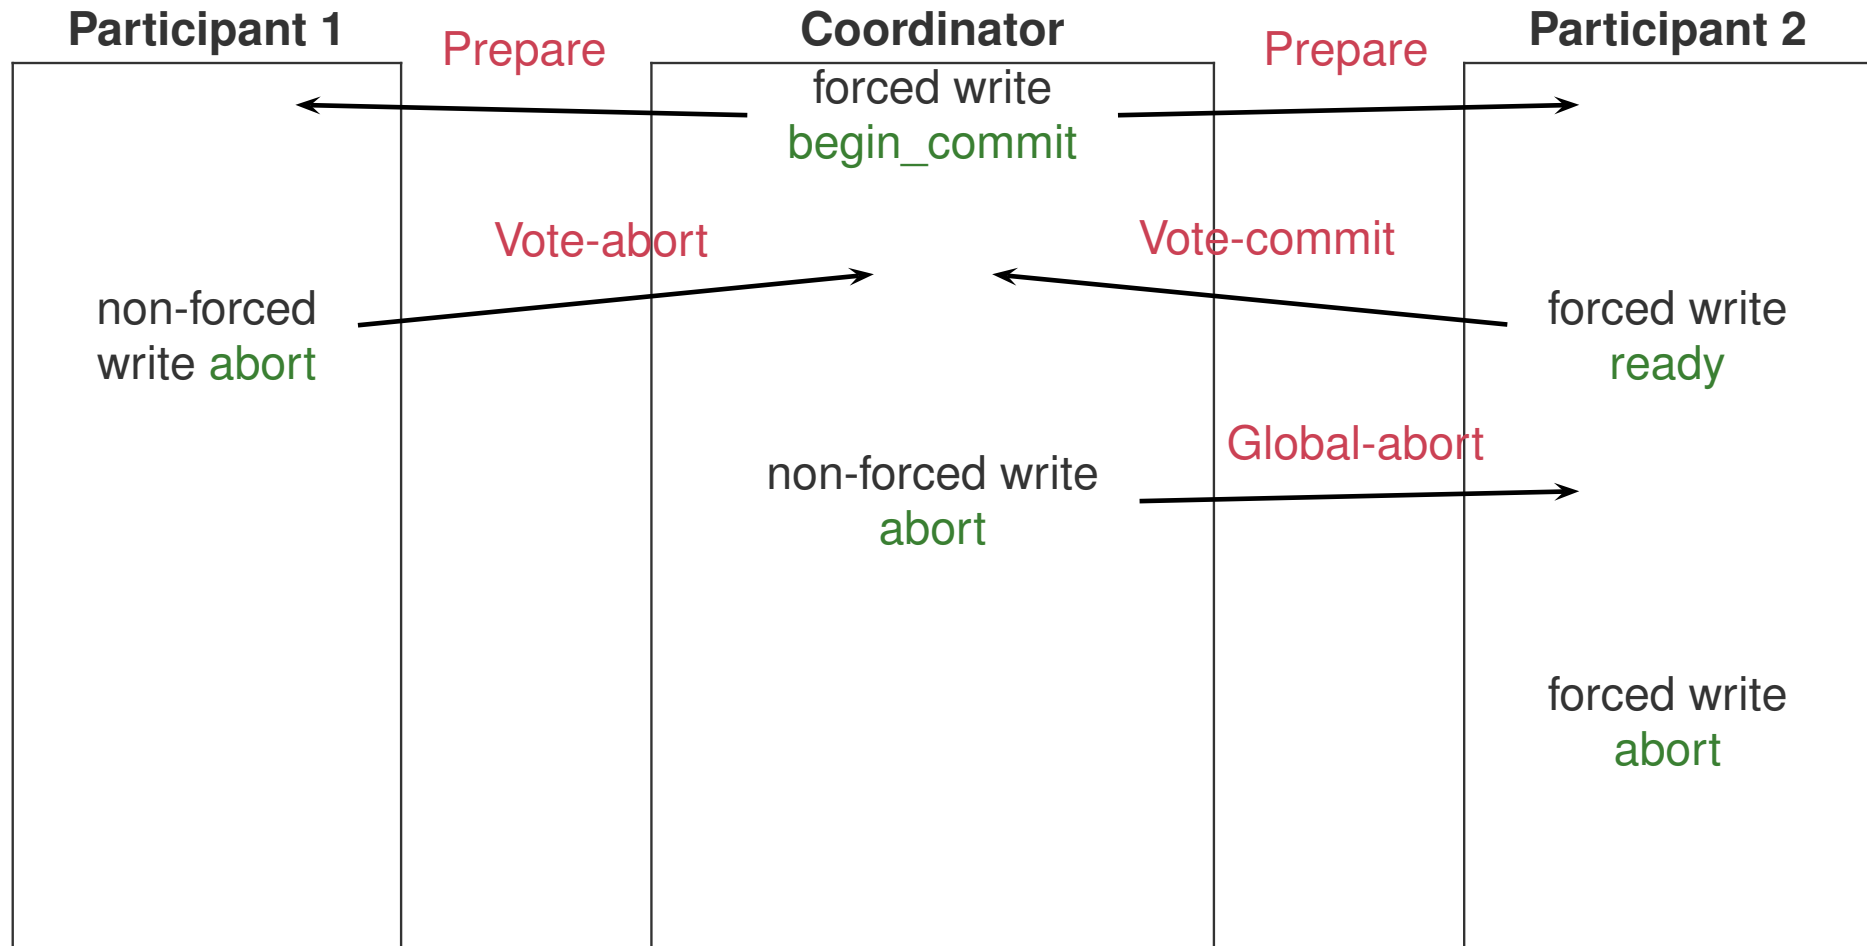 Participant 1
Prepare
Coordinator
Prepare
Participant 2
forced write
begin_commit
Vote-abort
Vote-commit
non-forced
write abort
forced write
ready
Global-abort
non-forced write
abort
forced write
abort